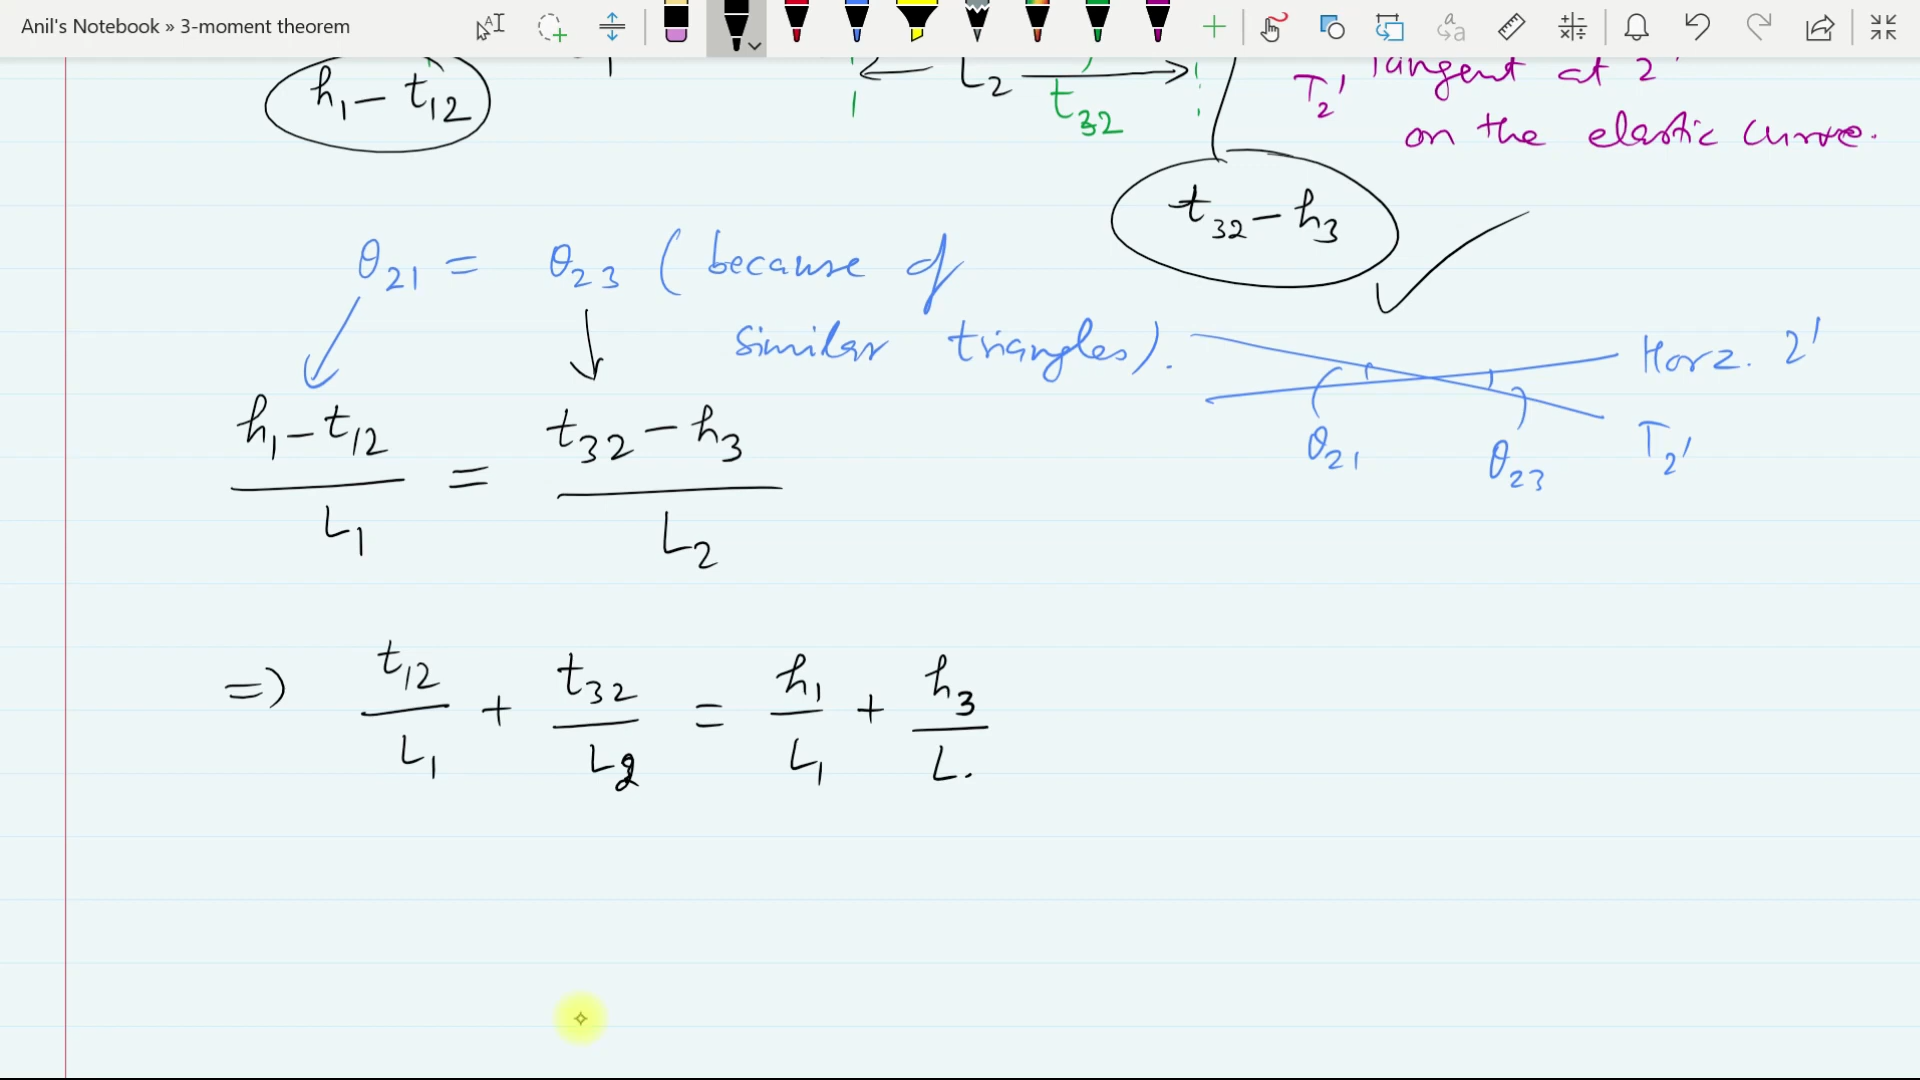 Anil's Notebook » 3-moment theorem
h₁ – t₁₂
L₂
t₃₂
T₂′ Tangent at 2′
on the elastic curve.
t₃₂ – h₃
θ₂₁ = θ₂₃ (because of
similar triangles).
Horz. 2′
T₂′
θ₂₁
θ₂₃
(h₁ – t₁₂)/L₁ = (t₃₂ – h₃)/L₂
=> t₁₂/L₁ + t₃₂/L₂ = h₁/L₁ + h₃/L.